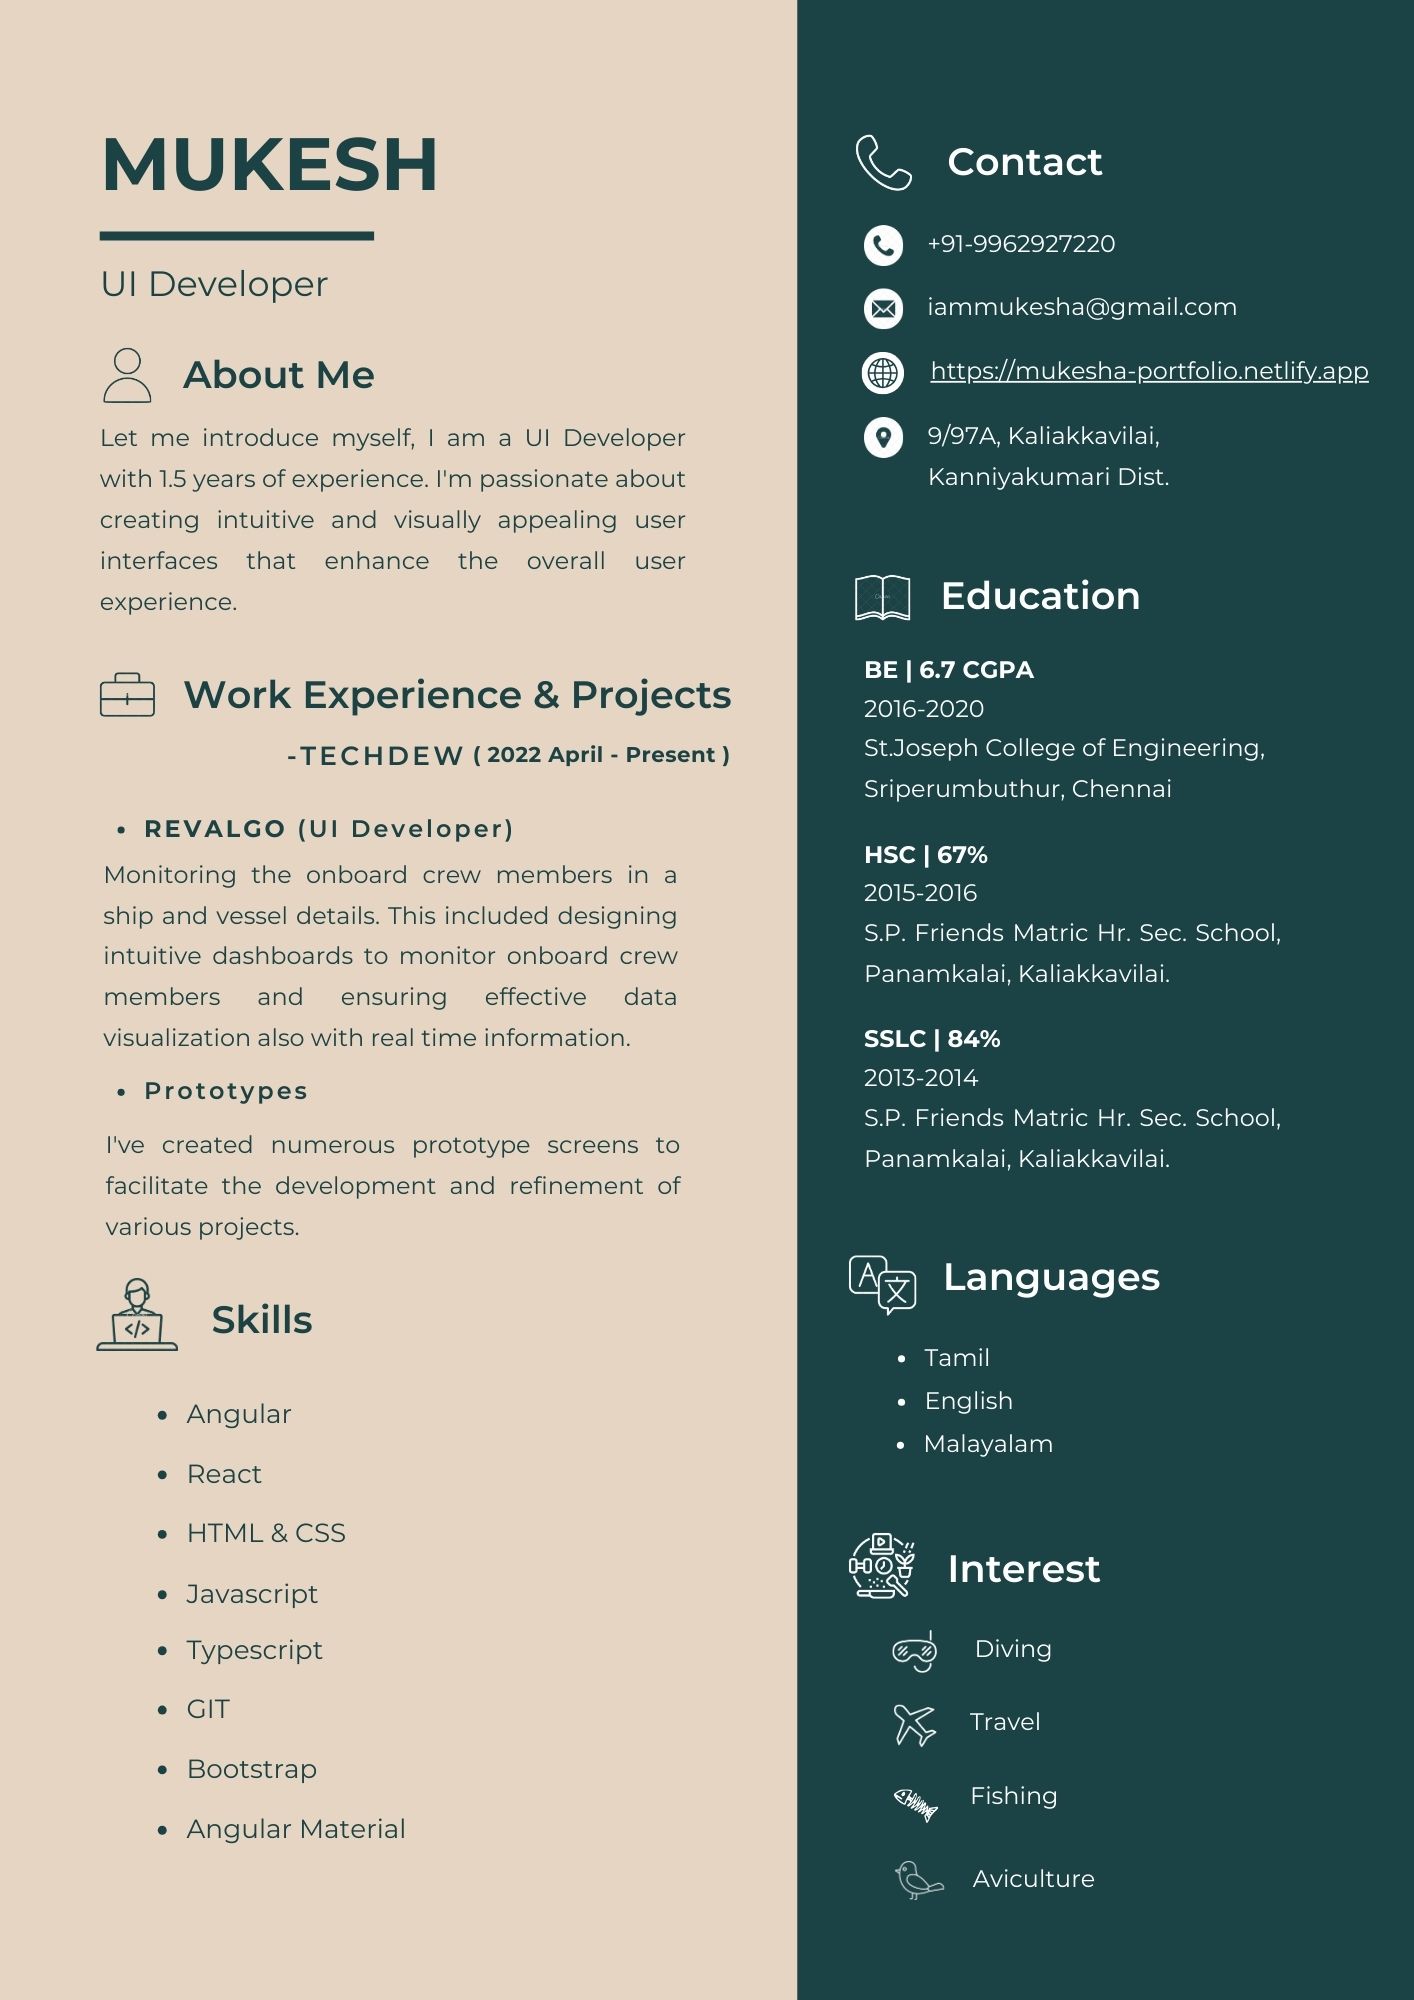 MUKESH
UI Developer
About Me
Let me introduce myself, I am a UI Developer
with 1.5 years of experience. I'm passionate about
creating intuitive and visually appealing user
interfaces that enhance the overall user
experience.
Work Experience & Projects
-TECHDEW ( 2022 April - Present )
• REVALGO (UI Developer)
Monitoring the onboard crew members in a
ship and vessel details. This included designing
intuitive dashboards to monitor onboard crew
members and ensuring effective data
visualization also with real time information.
• Prototypes
I've created numerous prototype screens to
facilitate the development and refinement of
various projects.
Skills
• Angular
• React
• HTML & CSS
• Javascript
• Typescript
• GIT
• Bootstrap
• Angular Material
Contact
+91-9962927220
iammukesha@gmail.com
https://mukesha-portfolio.netlify.app
9/97A, Kaliakkavilai,
Kanniyakumari Dist.
Education
BE | 6.7 CGPA
2016-2020
St.Joseph College of Engineering,
Sriperumbuthur, Chennai
HSC | 67%
2015-2016
S.P. Friends Matric Hr. Sec. School,
Panamkalai, Kaliakkavilai.
SSLC | 84%
2013-2014
S.P. Friends Matric Hr. Sec. School,
Panamkalai, Kaliakkavilai.
Languages
• Tamil
• English
• Malayalam
Interest
Diving
Travel
Fishing
Aviculture